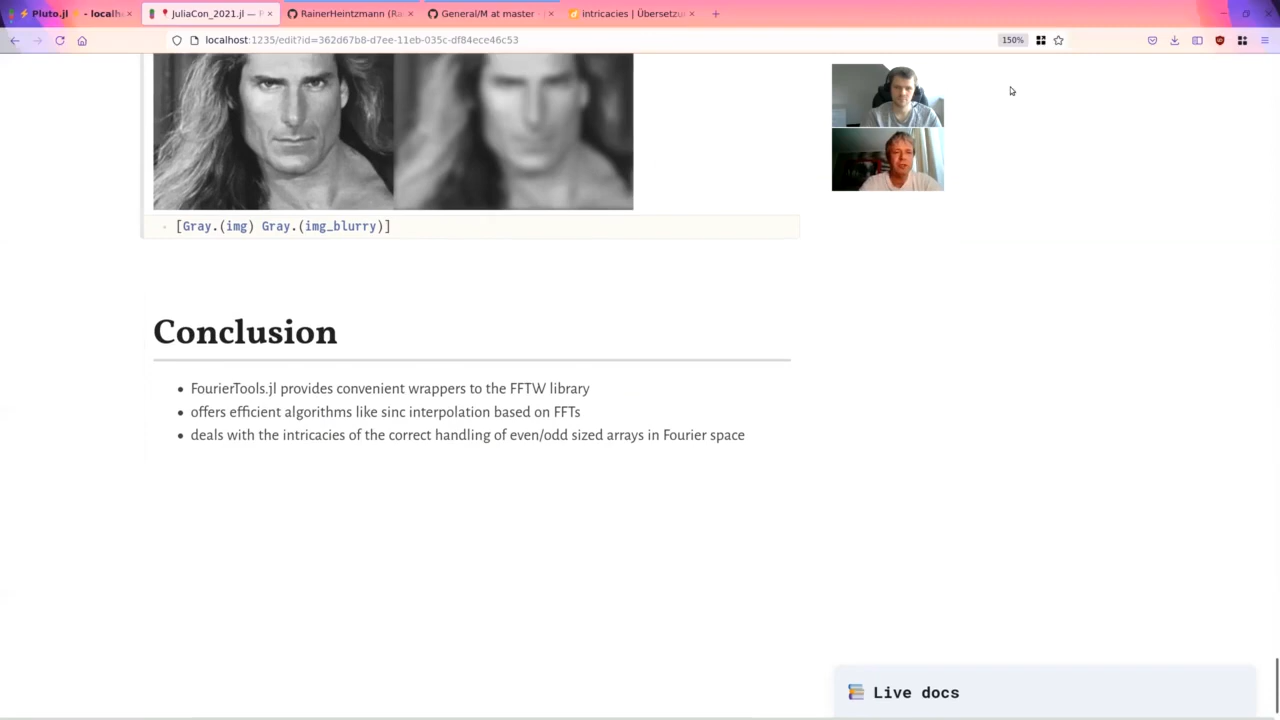 Pluto.jl ⚡ - localh
JuliaCon_2021.jl —
RainerHeintzmann (Ra
General/M at master ·
intricacies | Übersetzu
localhost:1235/edit?id=362d67b8-d7ee-11eb-035c-df84ece46c53
150%
[Gray.(img) Gray.(img_blurry)]
Conclusion
• FourierTools.jl provides convenient wrappers to the FFTW library
• offers efficient algorithms like sinc interpolation based on FFTs
• deals with the intricacies of the correct handling of even/odd sized arrays in Fourier space
Live docs